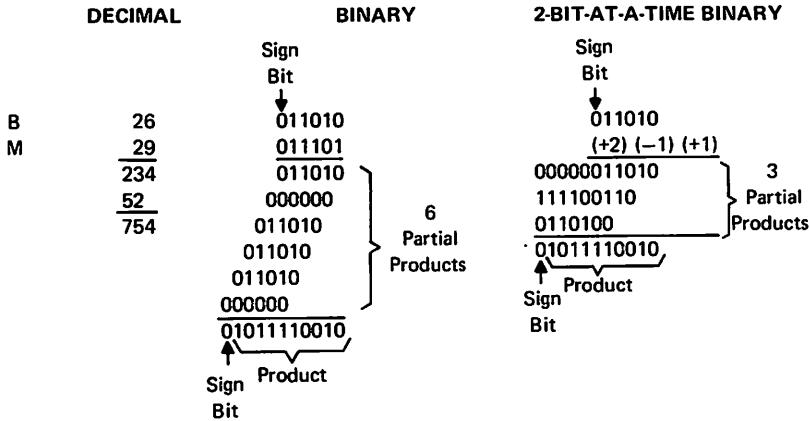 DECIMAL BINARY 2-BIT-AT-A-TIME BINARY
Sign Sign
Bit Bit
B 26 011010 011010
M 29 011101 (+2) (−1) (+1)
234 011010 00000011010
52 000000 111100110
754 011010 0110100
011010 01011110010
011010
000000
01011110010
6
Partial
Products
3
Partial
Products
Product
Sign
Bit
Product
Sign
Bit